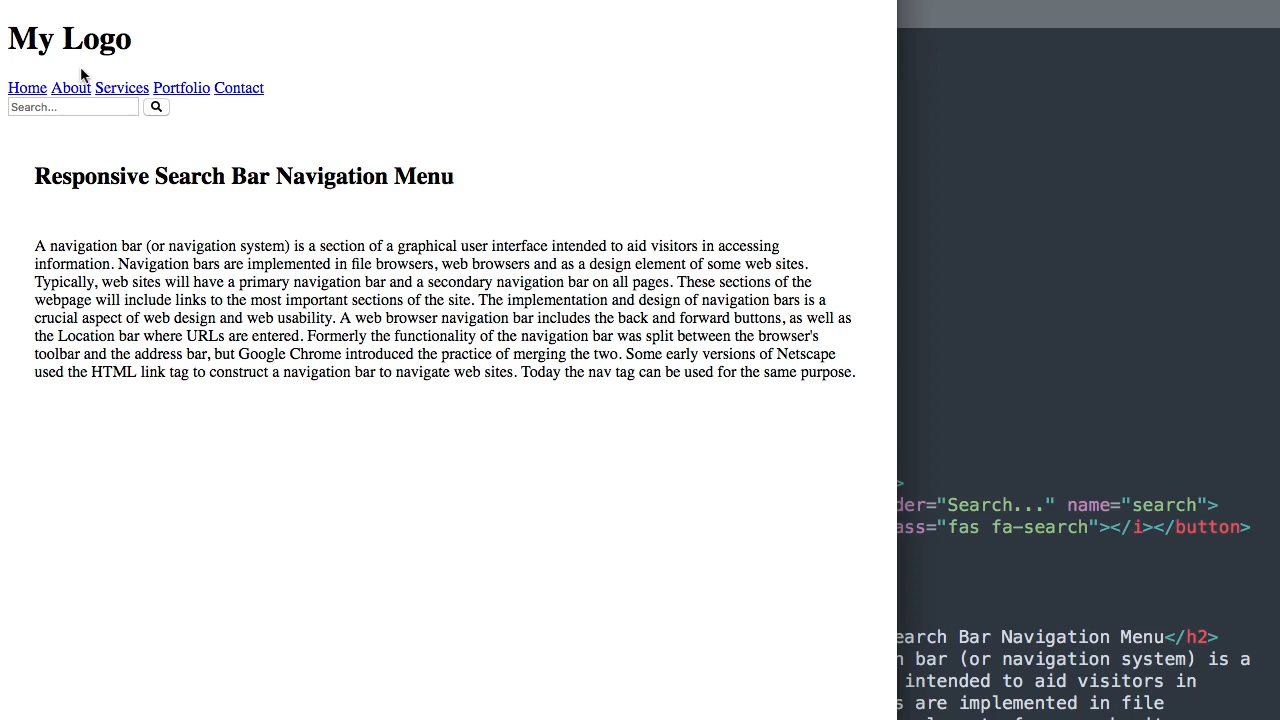 My Logo
Home About Services Portfolio Contact
Search...
Responsive Search Bar Navigation Menu
A navigation bar (or navigation system) is a section of a graphical user interface intended to aid visitors in accessing
information. Navigation bars are implemented in file browsers, web browsers and as a design element of some web sites.
Typically, web sites will have a primary navigation bar and a secondary navigation bar on all pages. These sections of the
webpage will include links to the most important sections of the site. The implementation and design of navigation bars is a
crucial aspect of web design and web usability. A web browser navigation bar includes the back and forward buttons, as well as
the Location bar where URLs are entered. Formerly the functionality of the navigation bar was split between the browser's
toolbar and the address bar, but Google Chrome introduced the practice of merging the two. Some early versions of Netscape
used the HTML link tag to construct a navigation bar to navigate web sites. Today the nav tag can be used for the same purpose.
>
der="Search..." name="search">
ass="fas fa-search"></i></button>
earch Bar Navigation Menu</h2>
n bar (or navigation system) is a
intended to aid visitors in
s are implemented in file